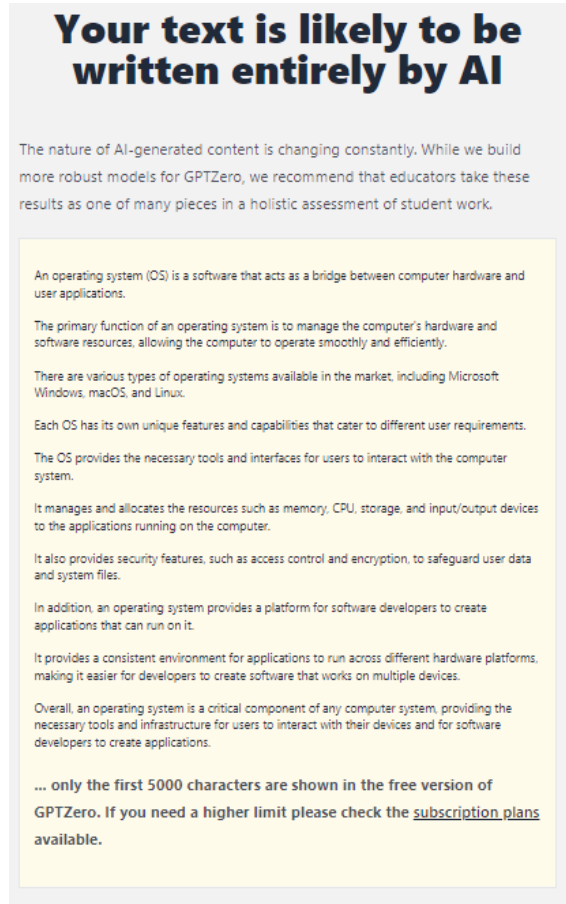 Your text is likely to be
written entirely by AI
The nature of AI-generated content is changing constantly. While we build
more robust models for GPTZero, we recommend that educators take these
results as one of many pieces in a holistic assessment of student work.
An operating system (OS) is a software that acts as a bridge between computer hardware and
user applications.
The primary function of an operating system is to manage the computer's hardware and
software resources, allowing the computer to operate smoothly and efficiently.
There are various types of operating systems available in the market, including Microsoft
Windows, macOS, and Linux.
Each OS has its own unique features and capabilities that cater to different user requirements.
The OS provides the necessary tools and interfaces for users to interact with the computer
system.
It manages and allocates the resources such as memory, CPU, storage, and input/output devices
to the applications running on the computer.
It also provides security features, such as access control and encryption, to safeguard user data
and system files.
In addition, an operating system provides a platform for software developers to create
applications that can run on it.
It provides a consistent environment for applications to run across different hardware platforms,
making it easier for developers to create software that works on multiple devices.
Overall, an operating system is a critical component of any computer system, providing the
necessary tools and infrastructure for users to interact with their devices and for software
developers to create applications.
... only the first 5000 characters are shown in the free version of
GPTZero. If you need a higher limit please check the subscription plans
available.